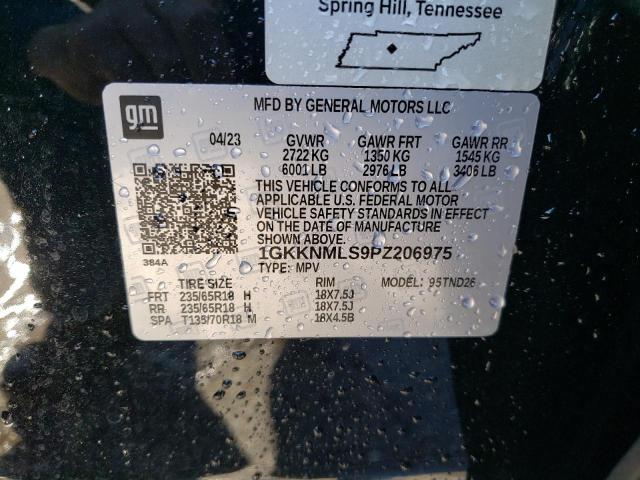 Spring Hill, Tennessee
gm
MFD BY GENERAL MOTORS LLC
04/23 GVWR GAWR FRT GAWR RR
2722 KG 1350 KG 1545 KG
6001 LB 2976 LB 3406 LB
THIS VEHICLE CONFORMS TO ALL
APPLICABLE U.S. FEDERAL MOTOR
VEHICLE SAFETY STANDARDS IN EFFECT
ON THE DATE OF MANUFACTURE
SHOWN ABOVE.
384A 1GKKNMLS9PZ206975
TYPE: MPV
TIRE SIZE RIM MODEL: 95TND26
FRT 235/65R18 H 18X7.5J
RR 235/65R18 H 18X7.5J
SPA T135/70R18 M 18X4.5B